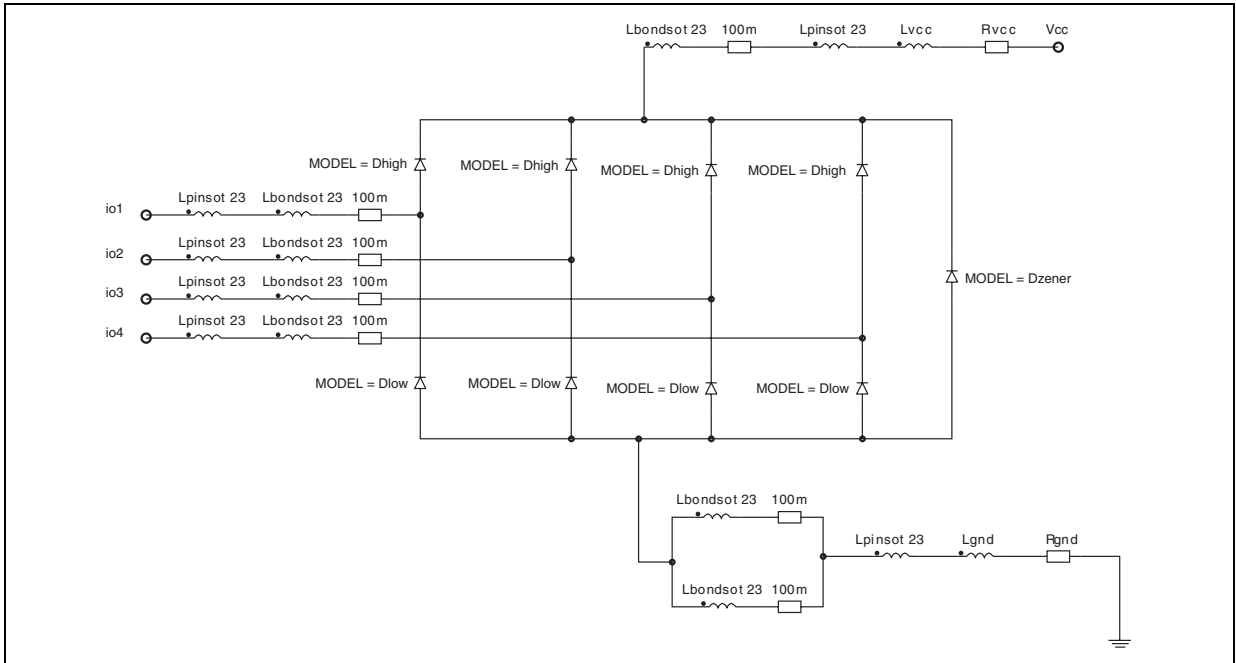 Lbondsot 23 100m Lpinsot 23 Lvcc Rvcc Vcc
MODEL = Dhigh MODEL = Dhigh MODEL = Dhigh MODEL = Dhigh
io1 Lpinsot 23 Lbondsot 23 100m
io2 Lpinsot 23 Lbondsot 23 100m
io3 Lpinsot 23 Lbondsot 23 100m
MODEL = Dzener
io4 Lpinsot 23 Lbondsot 23 100m
MODEL = Dlow MODEL = Dlow MODEL = Dlow MODEL = Dlow
Lbondsot 23 100m
Lpinsot 23 Lgnd Rgnd
Lbondsot 23 100m